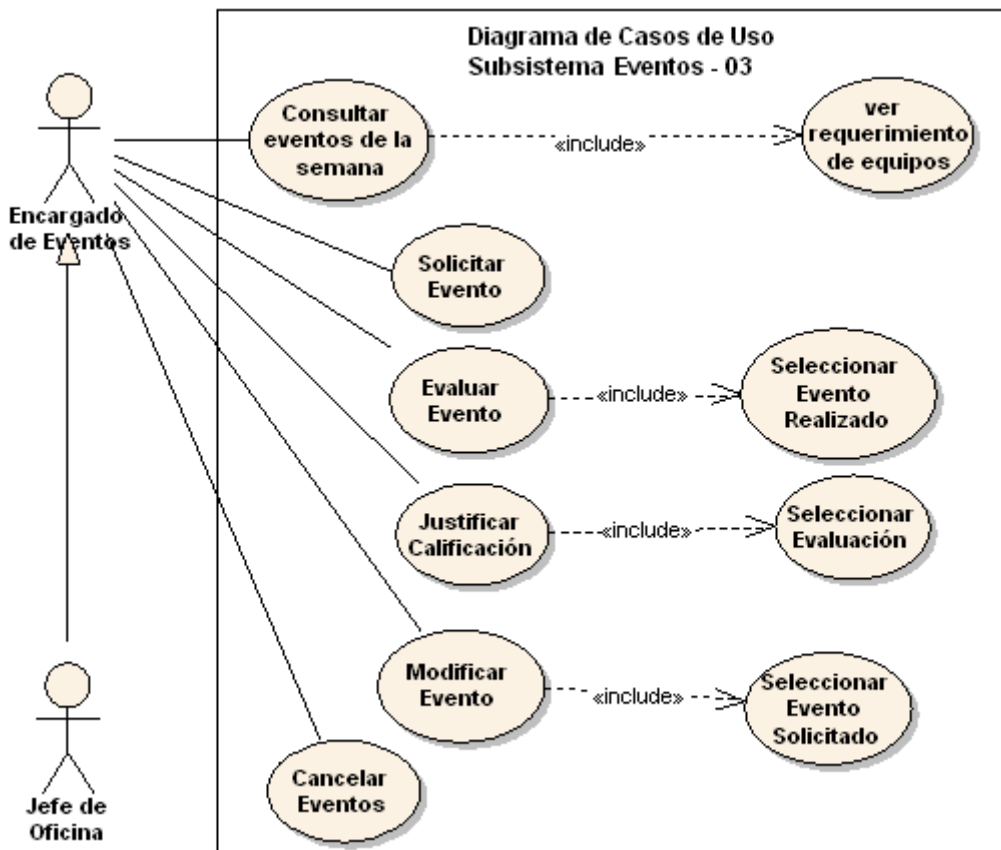 Diagrama de Casos de Uso
Subsistema Eventos - 03
Encargado
de Eventos
Consultar
eventos de la
semana
«include»
ver
requerimiento
de equipos
Solicitar
Evento
Evaluar
Evento
«include»
Seleccionar
Evento
Realizado
Justificar
Calificación
«include»
Seleccionar
Evaluación
Modificar
Evento
«include»
Seleccionar
Evento
Solicitado
Cancelar
Eventos
Jefe de
Oficina